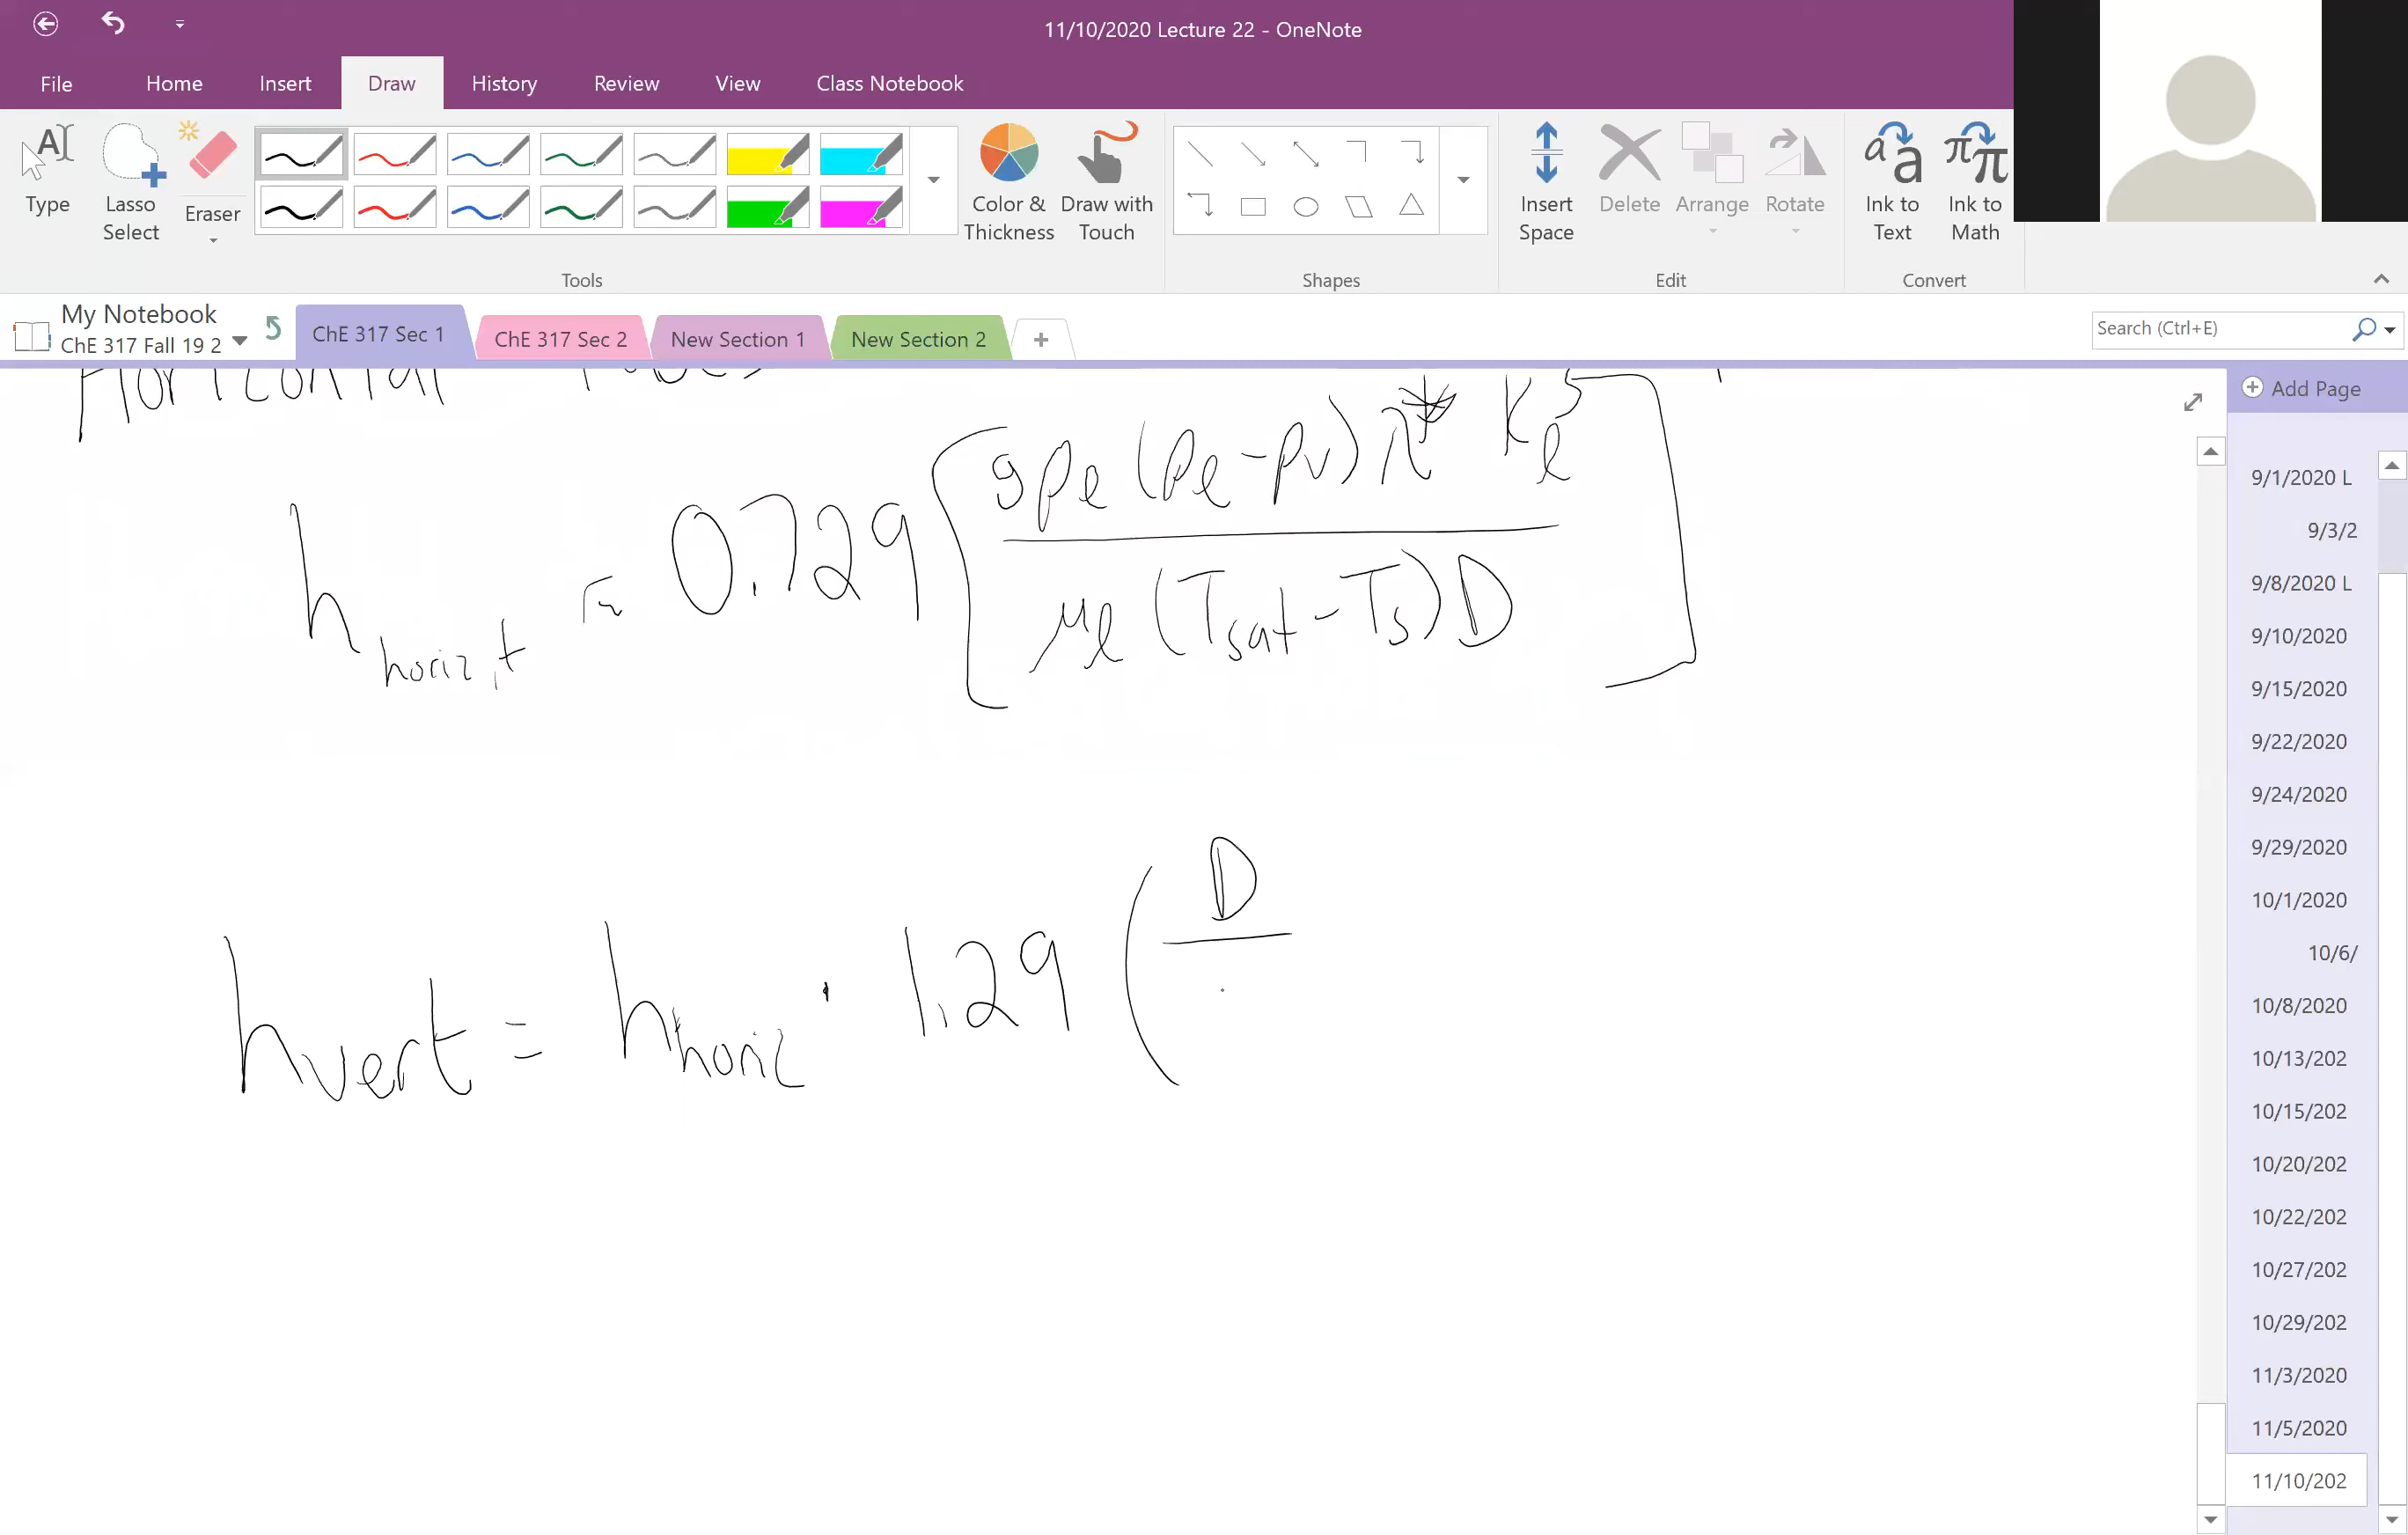 11/10/2020 Lecture 22 - OneNote
File Home Insert Draw History Review View Class Notebook
Type
Lasso Select
Eraser
Color & Thickness
Draw with Touch
Insert Space
Delete
Arrange
Rotate
Ink to Text
Ink to Math
Tools Shapes Edit Convert
My Notebook
ChE 317 Fall 19 2
ChE 317 Sec 1
ChE 317 Sec 2
New Section 1
New Section 2
+
Search (Ctrl+E)
Add Page
9/1/2020 L
9/3/2
9/8/2020 L
9/10/2020
9/15/2020
9/22/2020
9/24/2020
9/29/2020
10/1/2020
10/6/
10/8/2020
10/13/202
10/15/202
10/20/202
10/22/202
10/27/202
10/29/202
11/3/2020
11/5/2020
11/10/202
Horizontal
h horiz,t = 0.729 [ gρℓ (ρℓ - ρv) λ* kℓ³ / μℓ (Tsat - Ts) D ]
hvert = hhoriz · 1.29 ( D /